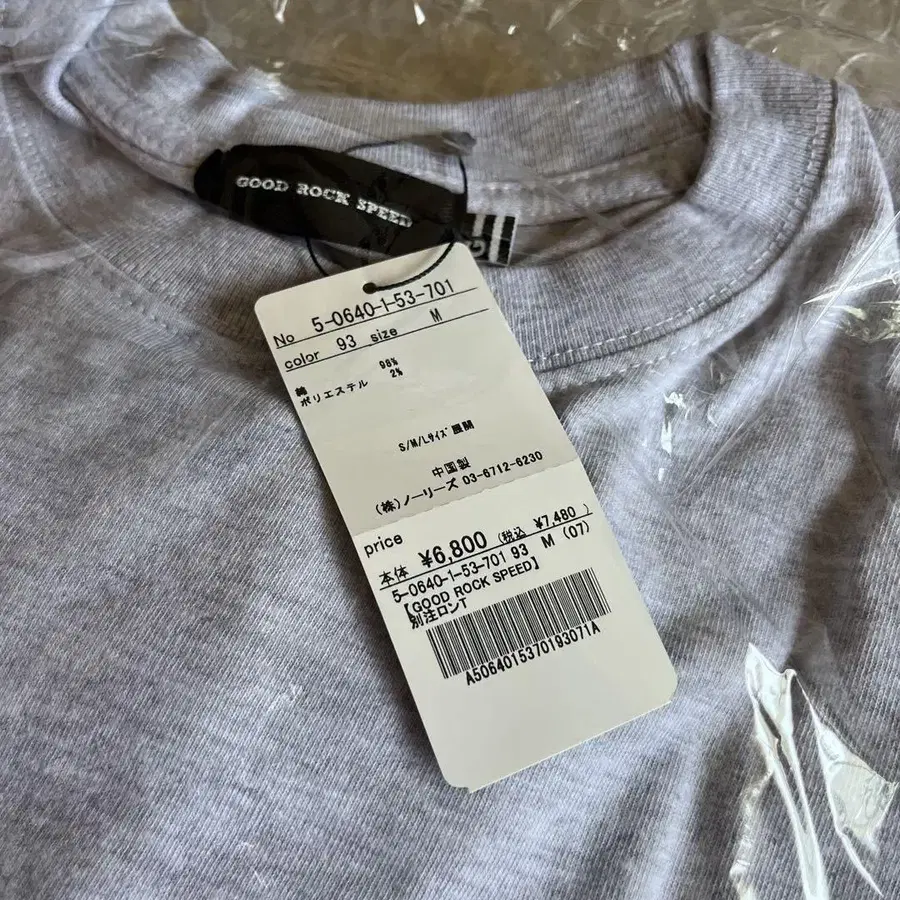 GOOD ROCK SPEED
G
No 5-0640-1-53-701
color 93 size M
綿 98%
ポリエステル 2%
S/M/Lサイズ展開
中国製
(株)ノーリーズ 03-6712-6230
price
本体 ¥6,800 (税込 ¥7,480 )
5-0640-1-53-701 93 M (07)
【GOOD ROCK SPEED】
別注ロンT
A5064015370193071A